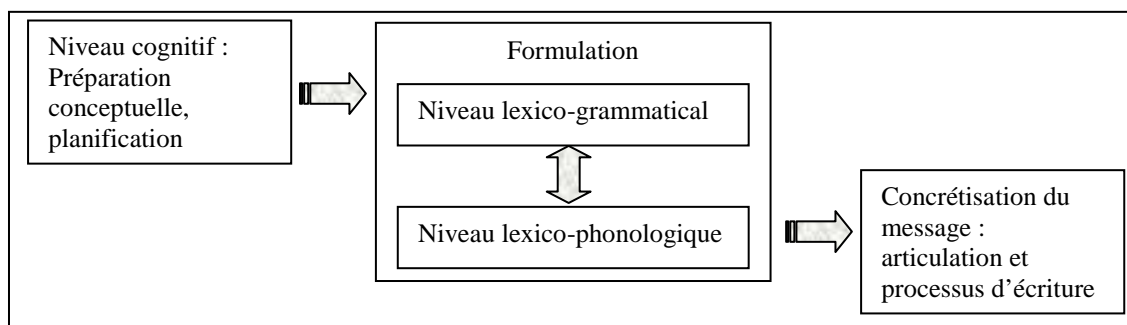 Niveau cognitif :
Préparation
conceptuelle,
planification
Formulation
Niveau lexico-grammatical
Niveau lexico-phonologique
Concrétisation du
message :
articulation et
processus d’écriture